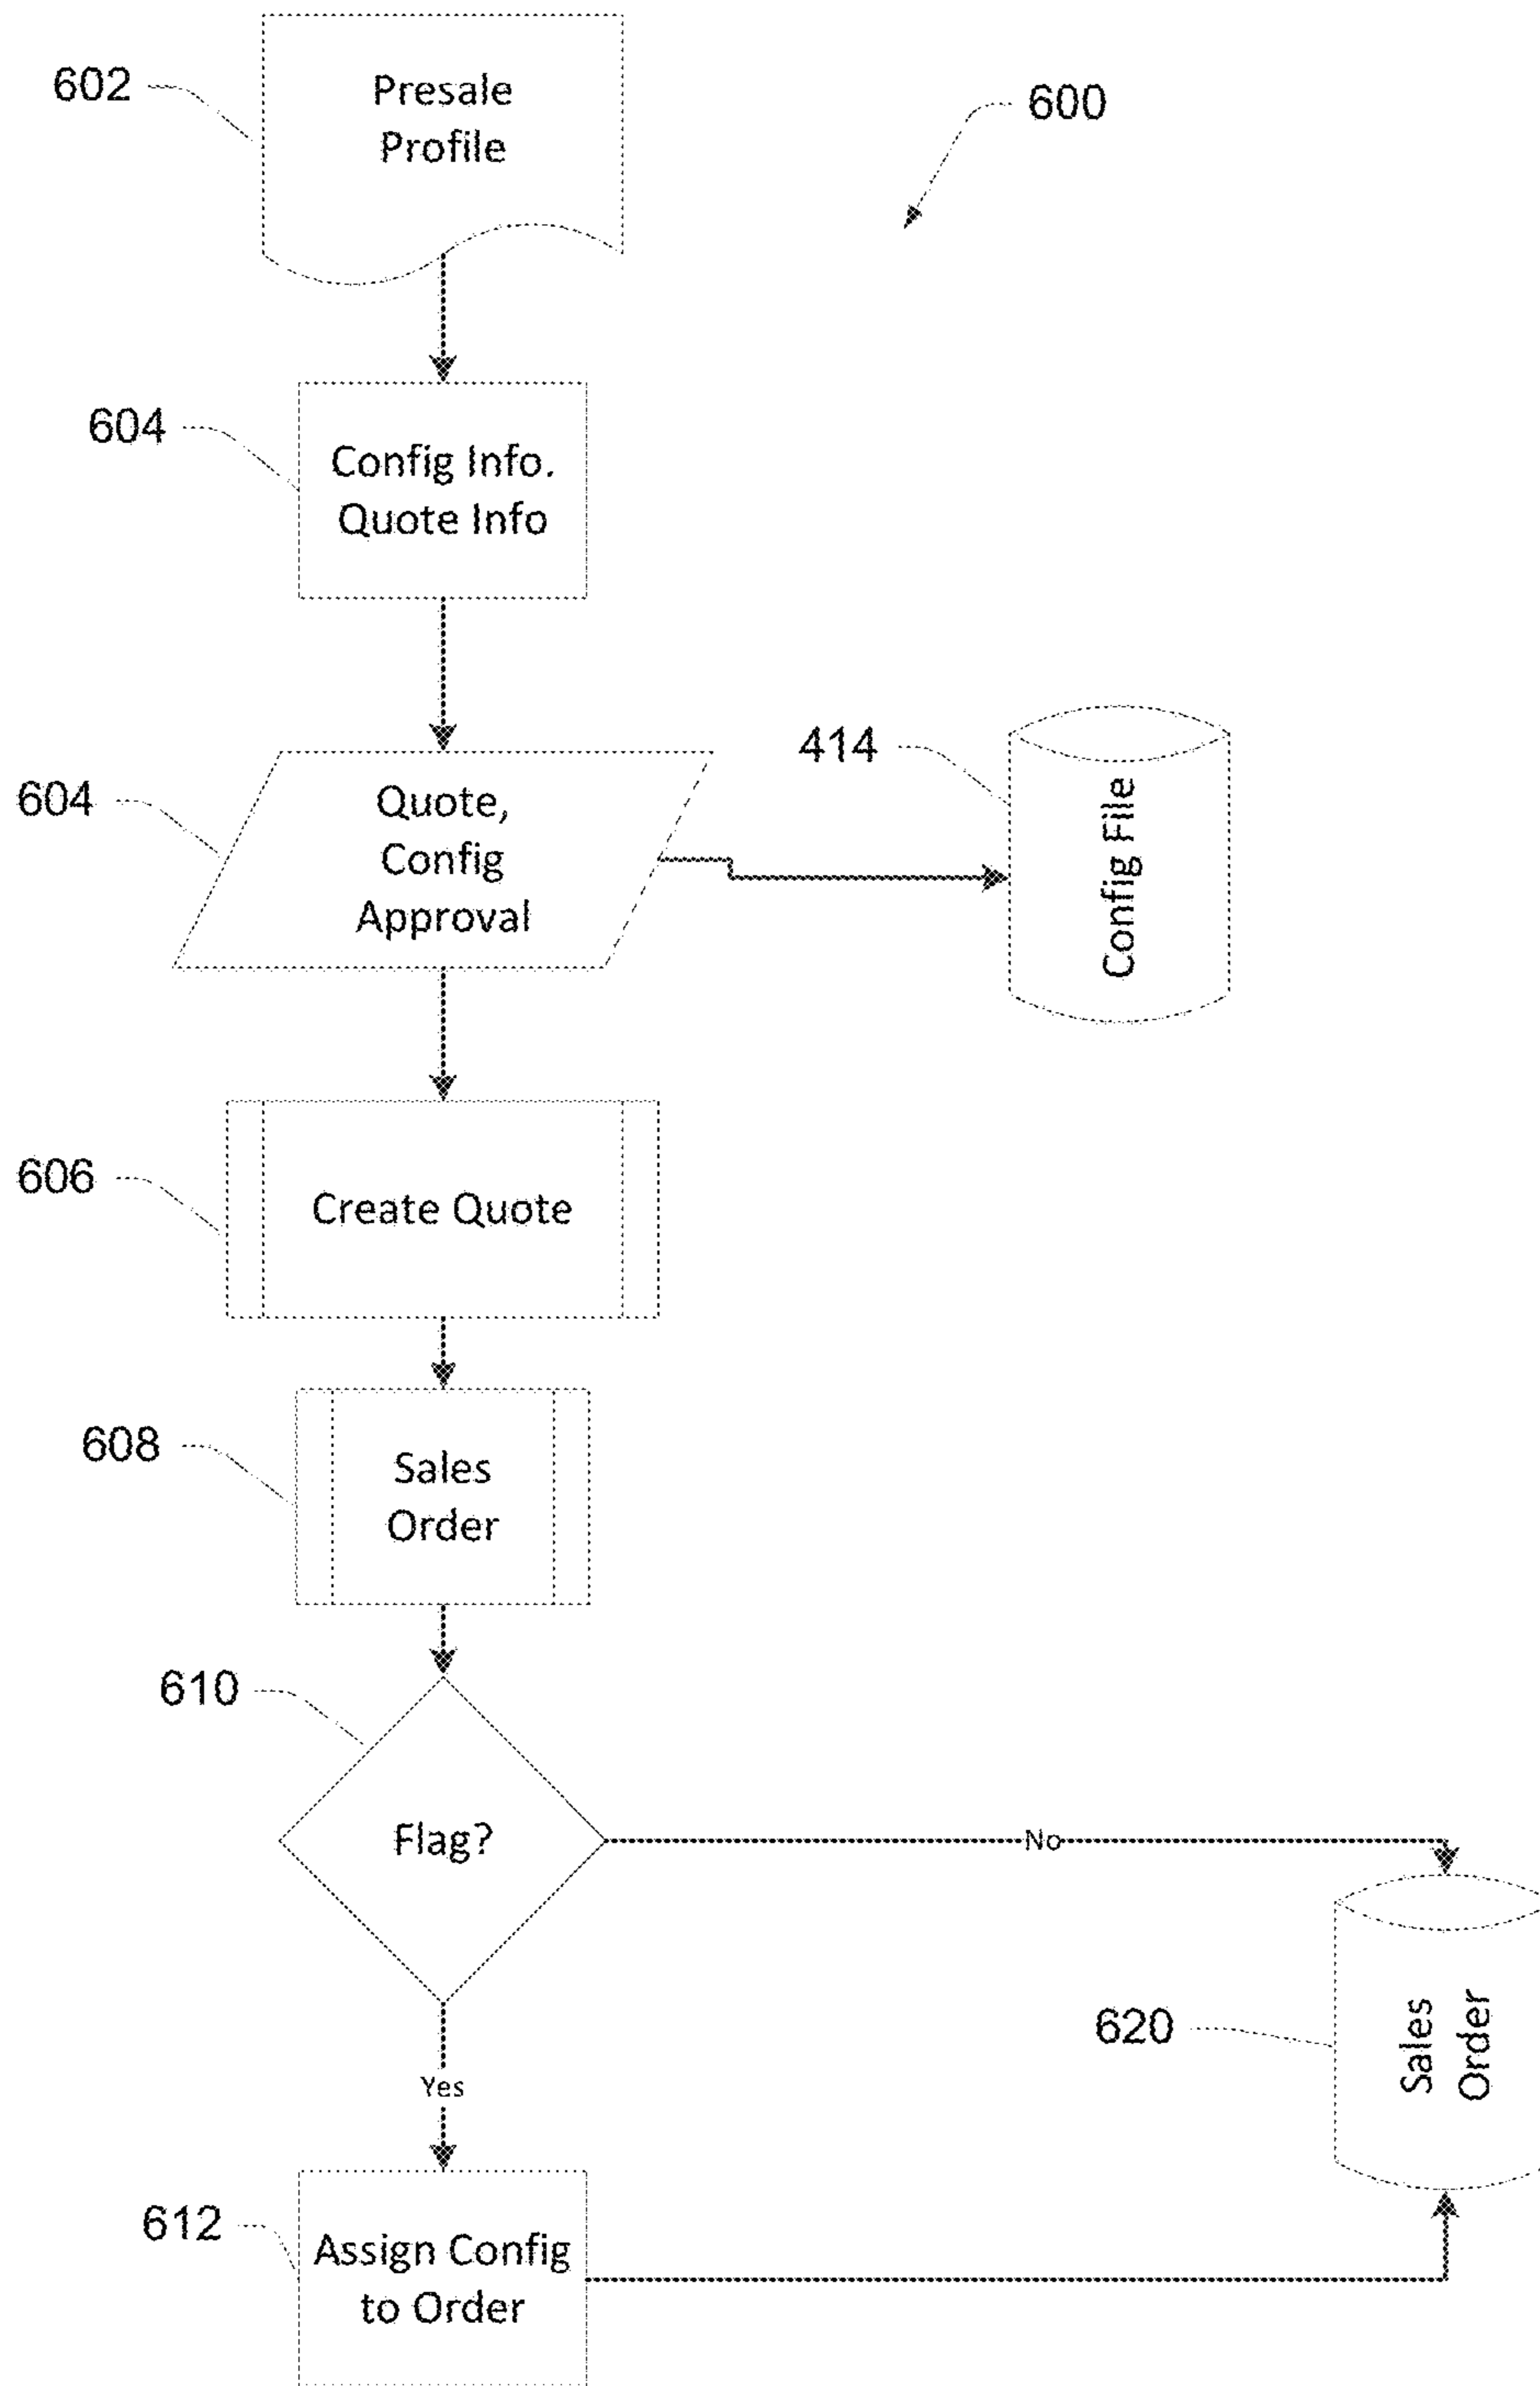 602
Presale
Profile
600
604
Config Info.
Quote Info
604
Quote,
Config
Approval
414
Config File
606
Create Quote
608
Sales
Order
610
Flag?
No
Yes
620
Sales
Order
612
Assign Config
to Order